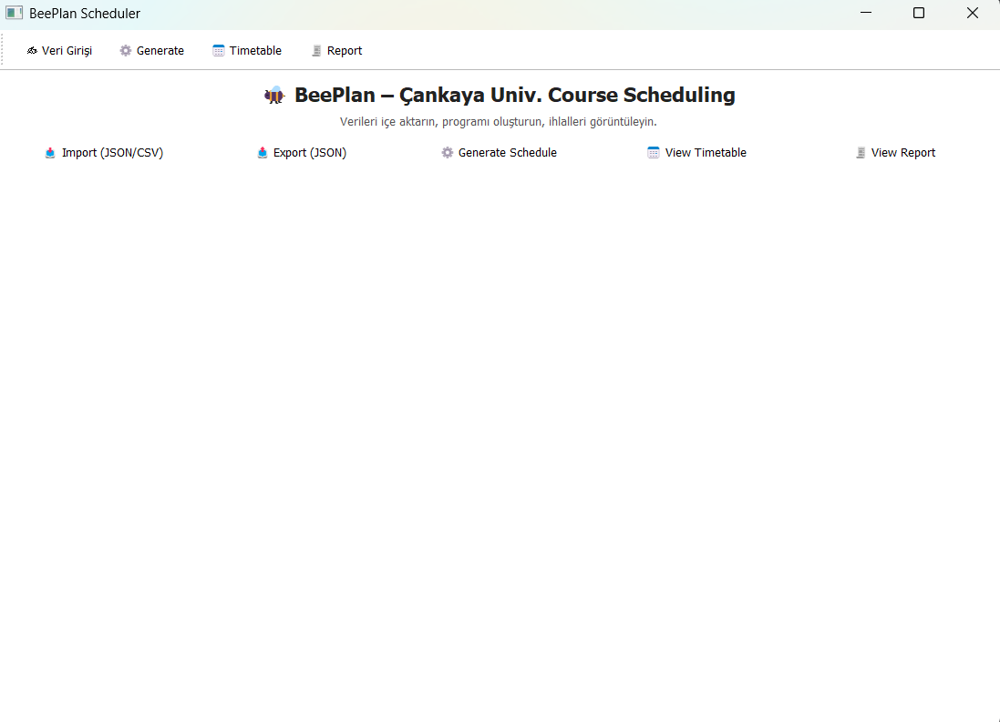 BeePlan Scheduler
Veri Girişi Generate Timetable Report
BeePlan – Çankaya Univ. Course Scheduling
Verileri içe aktarın, programı oluşturun, ihlalleri görüntüleyin.
Import (JSON/CSV) Export (JSON) Generate Schedule View Timetable View Report